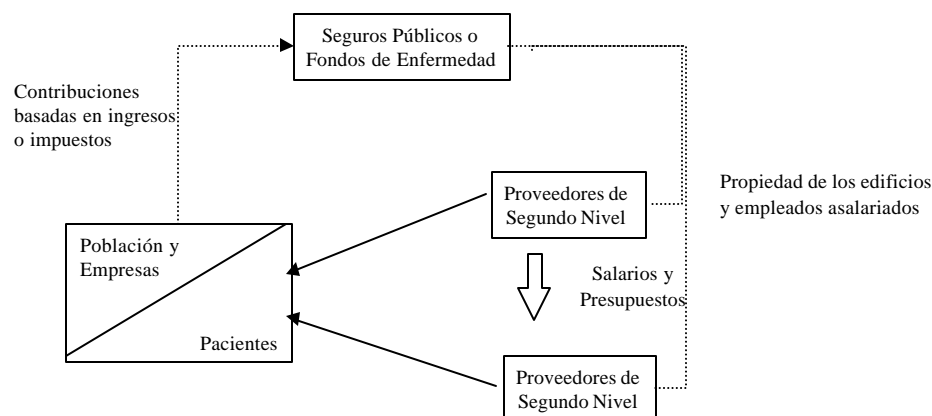 Seguros Públicos o
Fondos de Enfermedad
Contribuciones
basadas en ingresos
o impuestos
Proveedores de
Segundo Nivel
Propiedad de los edificios
y empleados asalariados
Población y
Empresas
Pacientes
Salarios y
Presupuestos
Proveedores de
Segundo Nivel